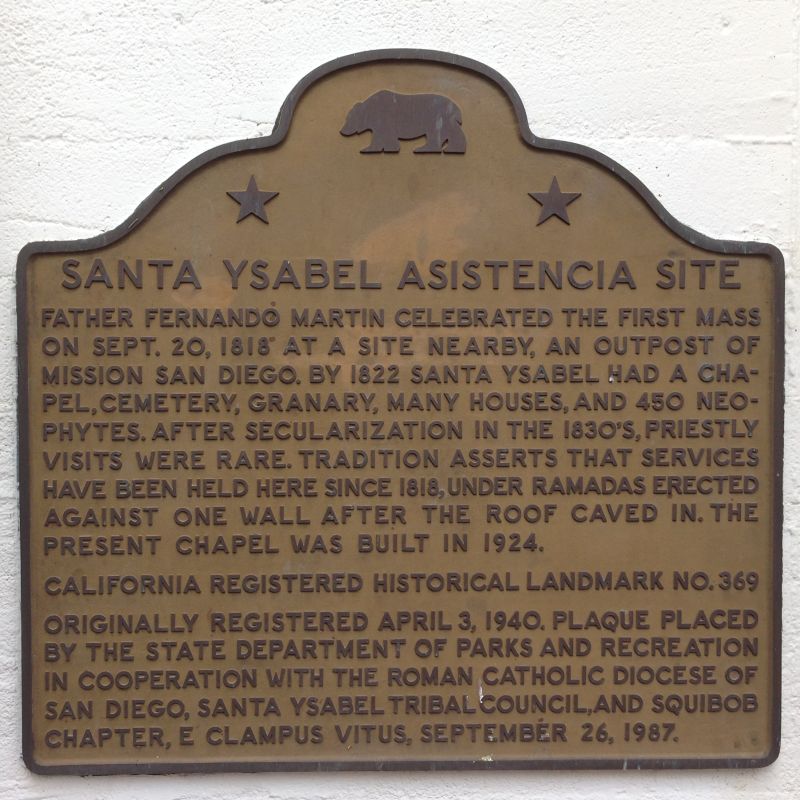 SANTA YSABEL ASISTENCIA SITE
FATHER FERNANDO MARTIN CELEBRATED THE FIRST MASS
ON SEPT. 20, 1818 AT A SITE NEARBY, AN OUTPOST OF
MISSION SAN DIEGO. BY 1822 SANTA YSABEL HAD A CHA-
PEL, CEMETERY, GRANARY, MANY HOUSES, AND 450 NEO-
PHYTES. AFTER SECULARIZATION IN THE 1830'S, PRIESTLY
VISITS WERE RARE. TRADITION ASSERTS THAT SERVICES
HAVE BEEN HELD HERE SINCE 1818, UNDER RAMADAS ERECTED
AGAINST ONE WALL AFTER THE ROOF CAVED IN. THE
PRESENT CHAPEL WAS BUILT IN 1924.
CALIFORNIA REGISTERED HISTORICAL LANDMARK NO. 369
ORIGINALLY REGISTERED APRIL 3, 1940. PLAQUE PLACED
BY THE STATE DEPARTMENT OF PARKS AND RECREATION
IN COOPERATION WITH THE ROMAN CATHOLIC DIOCESE OF
SAN DIEGO, SANTA YSABEL TRIBAL COUNCIL, AND SQUIBOB
CHAPTER, E CLAMPUS VITUS, SEPTEMBER 26, 1987.